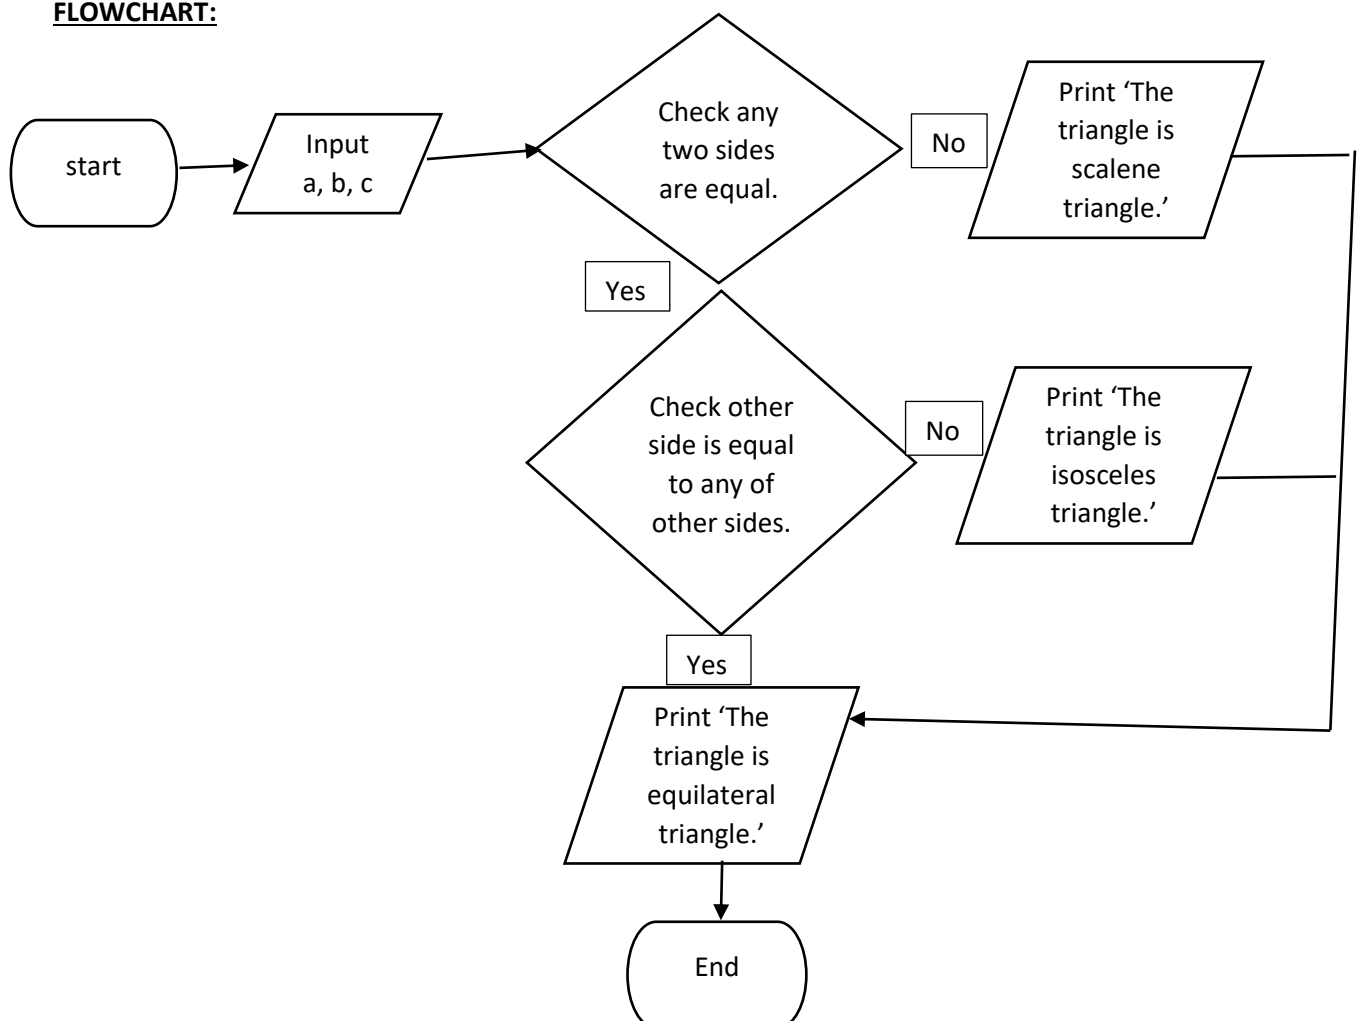 FLOWCHART:
start
Input
a, b, c
Check any
two sides
are equal.
No
Print ‘The
triangle is
scalene
triangle.’
Yes
Check other
side is equal
to any of
other sides.
No
Print ‘The
triangle is
isosceles
triangle.’
Yes
Print ‘The
triangle is
equilateral
triangle.’
End